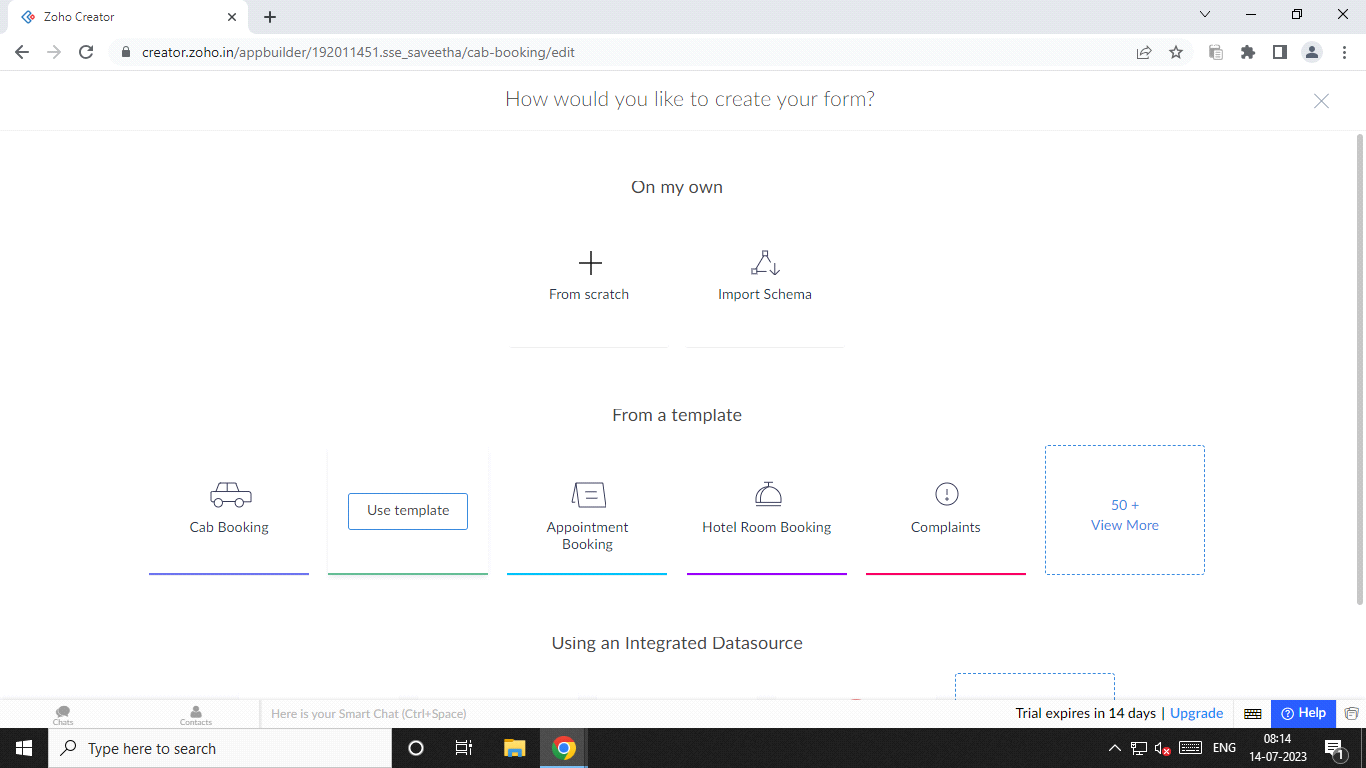 Zoho Creator
creator.zoho.in/appbuilder/192011451.sse_saveetha/cab-booking/edit
How would you like to create your form?
On my own
From scratch
Import Schema
From a template
Cab Booking
Use template
Appointment
Booking
Hotel Room Booking
Complaints
50 +
View More
Using an Integrated Datasource
Chats
Contacts
Here is your Smart Chat (Ctrl+Space)
Trial expires in 14 days | Upgrade
Help
Type here to search
ENG
08:14
14-07-2023
1